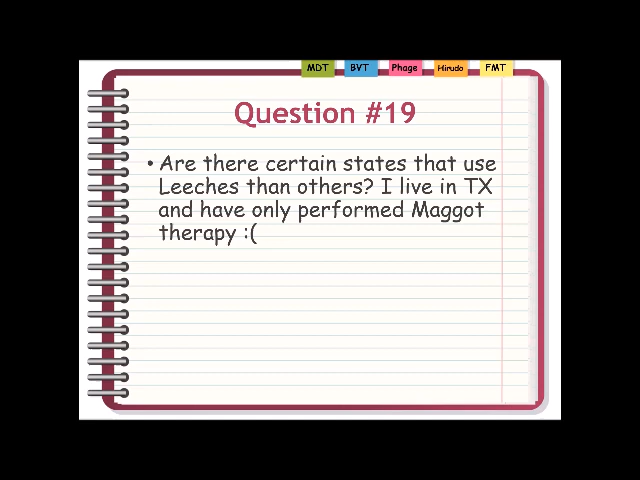 MDT BVT Phage Hirudo FMT
Question #19
• Are there certain states that use
Leeches than others? I live in TX
and have only performed Maggot
therapy :(